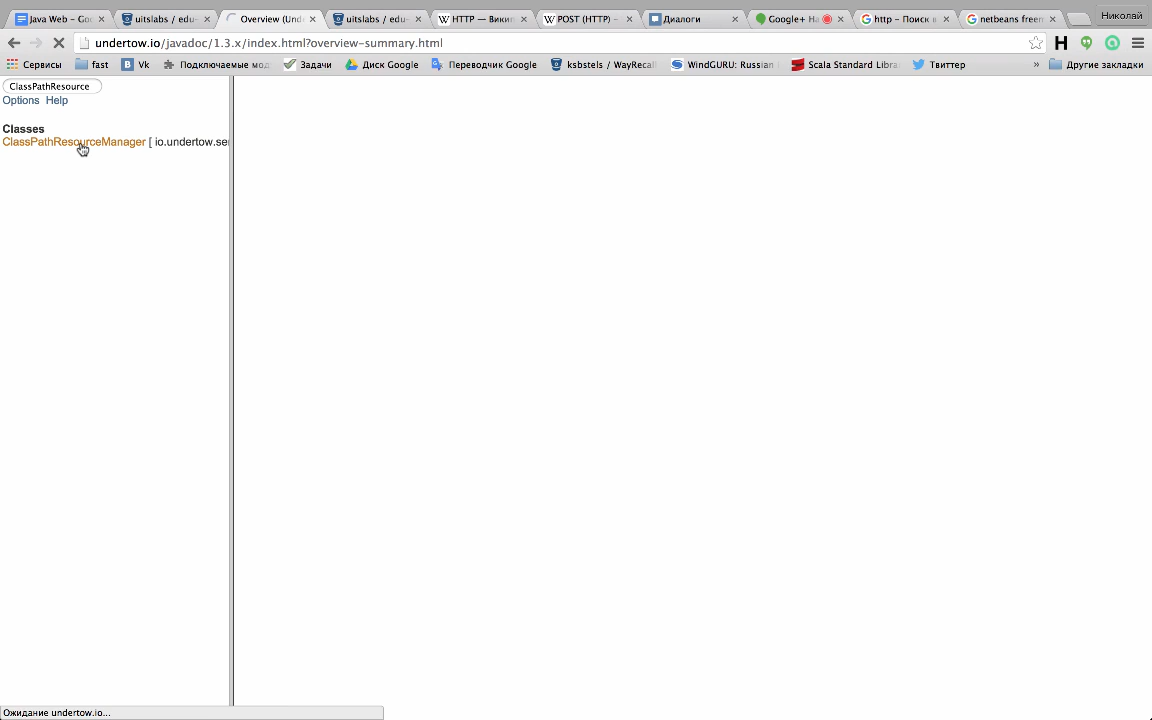 Java Web – Goo
uitslabs / edu-
Overview (Und
uitslabs / edu-
HTTP — Викип
POST (HTTP) –
Диалоги
Google+ Ha
http – Поиск в
netbeans freem
Николай
undertow.io/javadoc/1.3.x/index.html?overview-summary.html
Сервисы
fast
Vk
Подключаемые мод
Задачи
Диск Google
Переводчик Google
ksbstels / WayRecall
WindGURU: Russian
Scala Standard Libra
Твиттер
»
Другие закладки
ClassPathResource
Options Help
Classes
ClassPathResourceManager [ io.undertow.ser
Ожидание undertow.io...